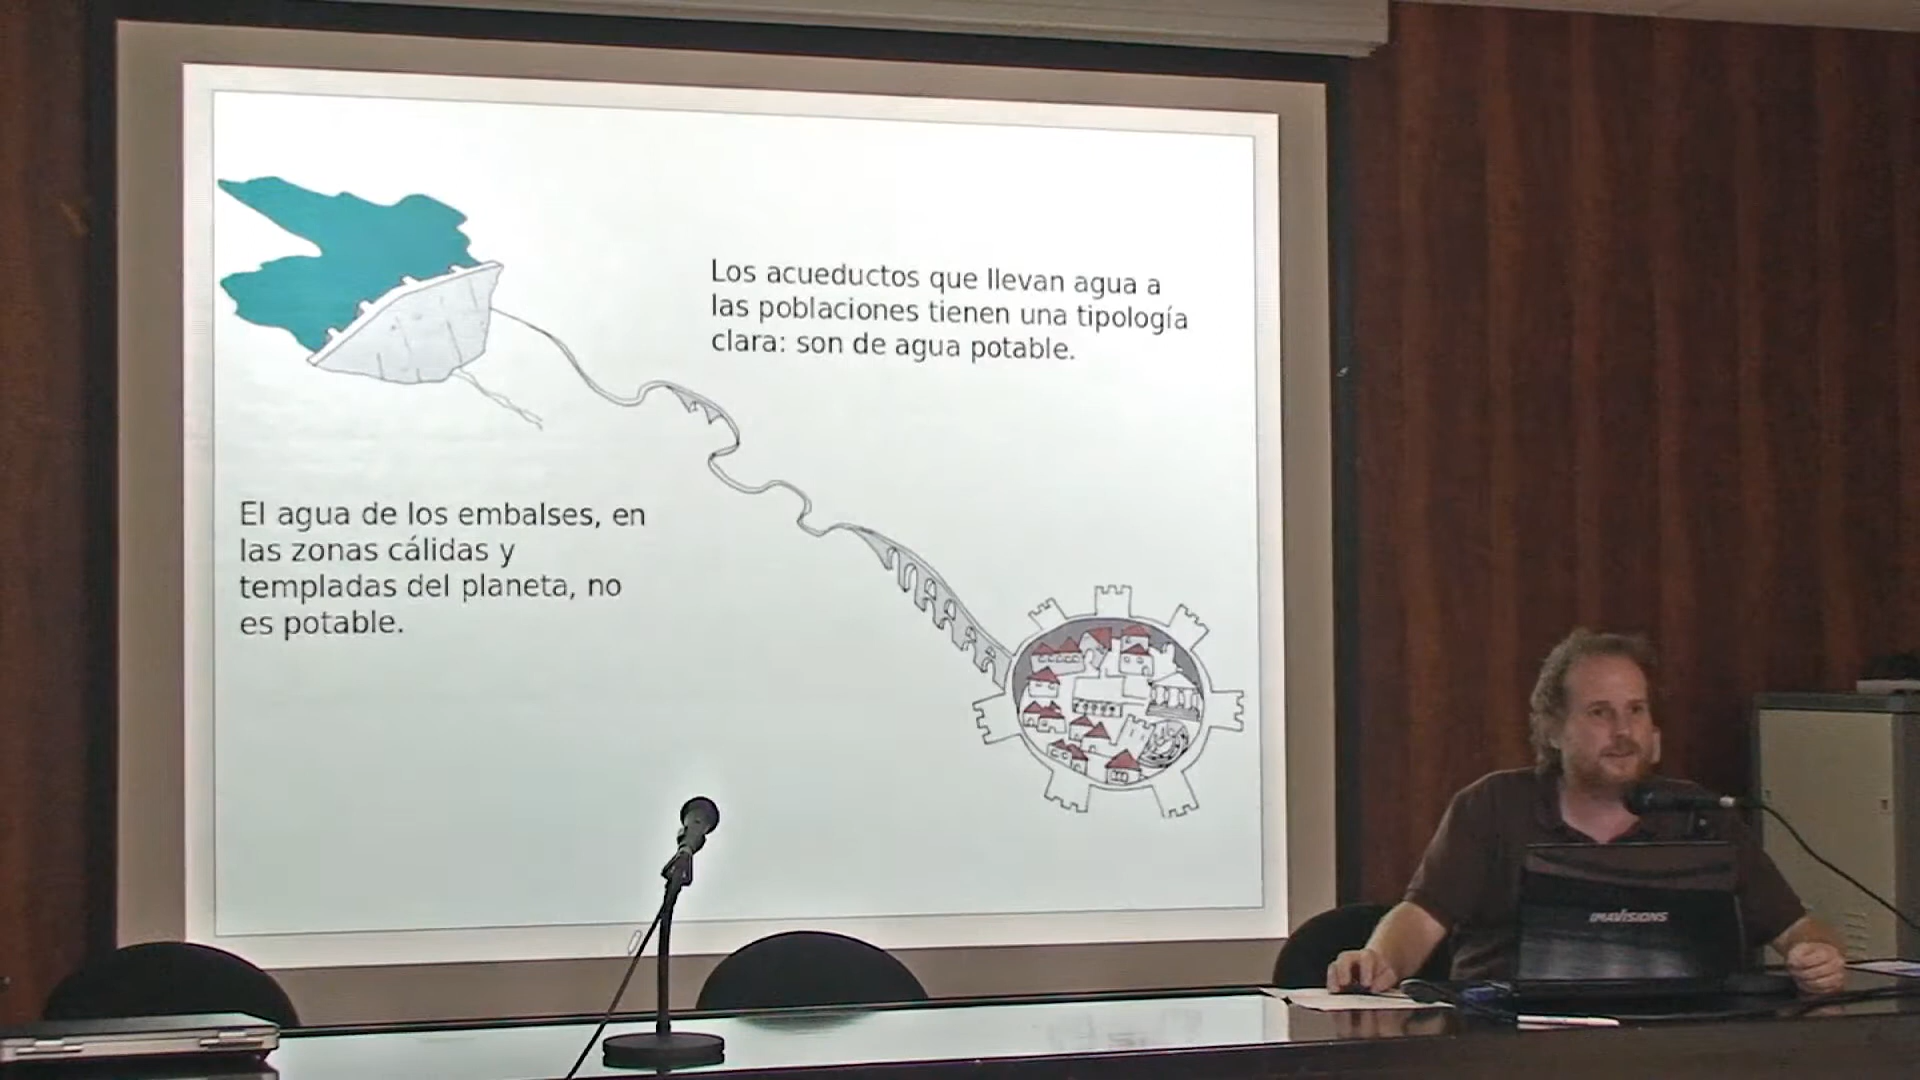 Los acueductos que llevan agua a
las poblaciones tienen una tipología
clara: son de agua potable.
El agua de los embalses, en
las zonas cálidas y
templadas del planeta, no
es potable.
IMAVISIONS